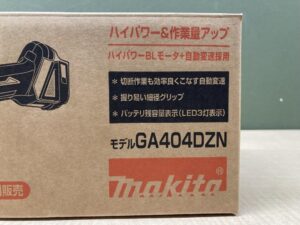 ハイパワー&作業量アップ
ハイパワーBLモータ+自動変速採用
＊切断作業も効率良くこなす自動変速
＊握り易い細径グリップ
＊バッテリ残容量表示(LED3灯表示)
モデルGA404DZN
makita®
販売